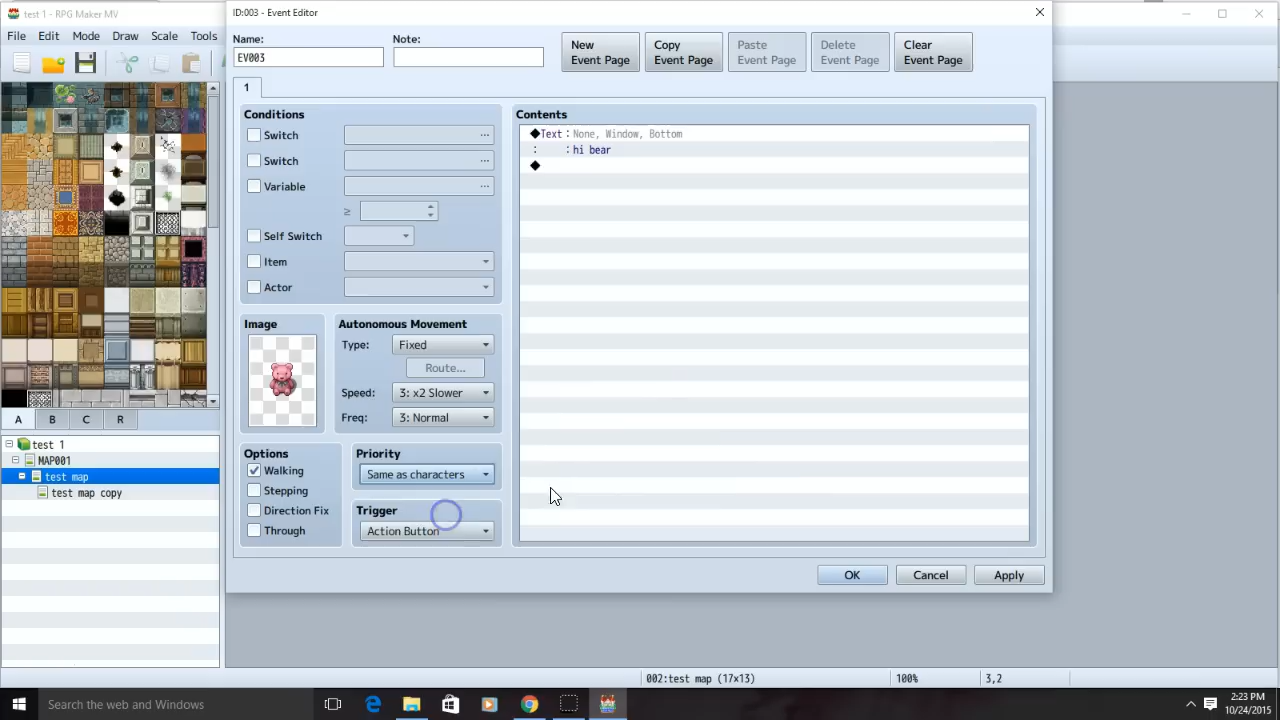 test 1 - RPG Maker MV
ID:003 - Event Editor
File Edit Mode Draw Scale Tools
Name:
EV003
Note:
New
Event Page
Copy
Event Page
Paste
Event Page
Delete
Event Page
Clear
Event Page
1
Conditions
Switch
Switch
Variable
≥
Self Switch
Item
Actor
Contents
◆Text : None, Window, Bottom
: : hi bear
◆
Image
Autonomous Movement
Type: Fixed
Route...
Speed: 3: x2 Slower
Freq: 3: Normal
Options
Walking
Stepping
Direction Fix
Through
Priority
Same as characters
Trigger
Action Button
OK Cancel Apply
A B C R
test 1
MAP001
test map
test map copy
002:test map (17×13) 100% 3,2
Search the web and Windows
2:23 PM
10/24/2015